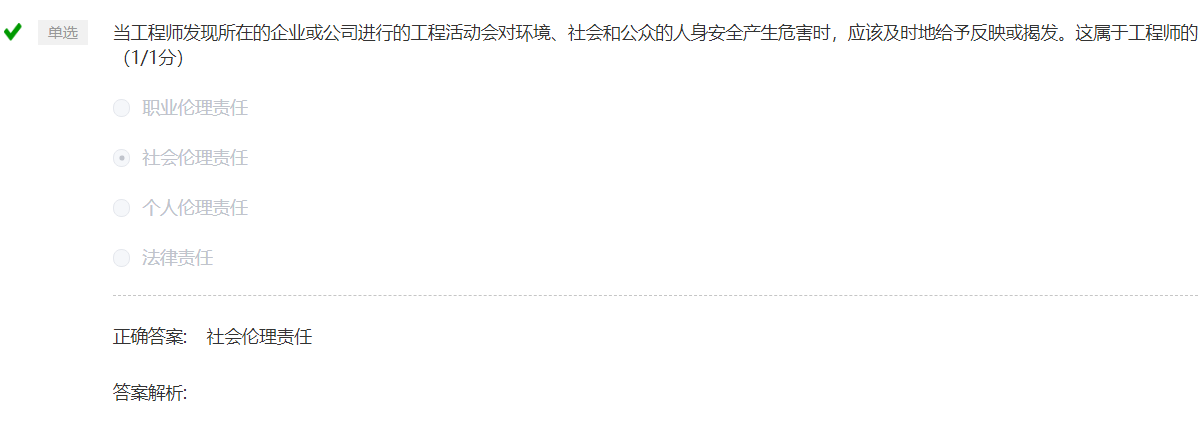 单选
当工程师发现所在的企业或公司进行的工程活动会对环境、社会和公众的人身安全产生危害时，应该及时地给予反映或揭发。这属于工程师的
（1/1分）
职业伦理责任
社会伦理责任
个人伦理责任
法律责任
正确答案: 社会伦理责任
答案解析: